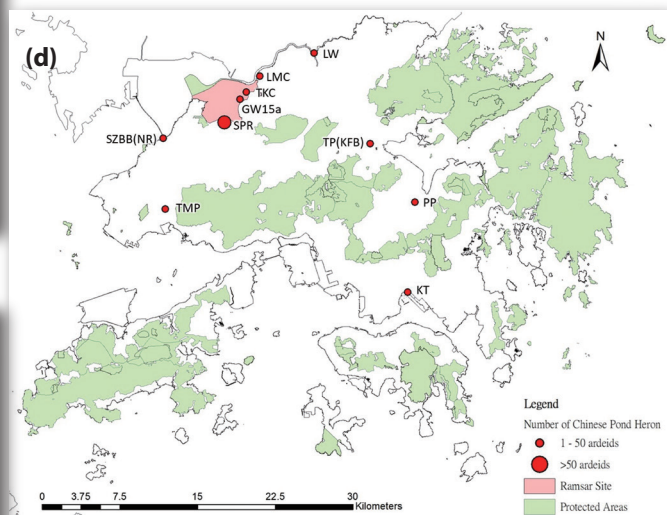 (d)
N
LW
LMC
TKC
GW15a
SPR
SZBB(NR)
TP(KFB)
TMP
PP
KT
Legend
Number of Chinese Pond Heron
1 - 50 ardeids
>50 ardeids
Ramsar Site
Protected Areas
0 3.75 7.5 15 22.5 30
Kilometers